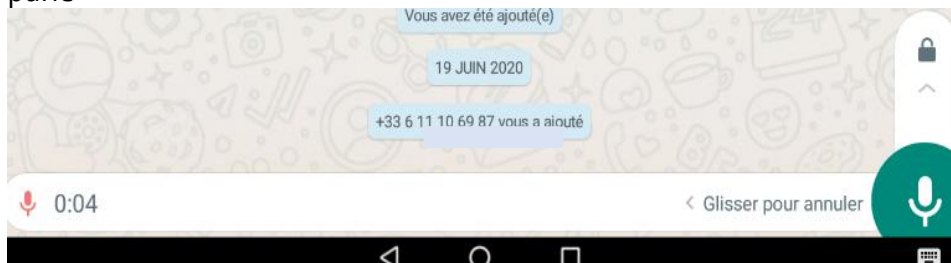 Vous avez été ajouté(e)
19 JUIN 2020
+33 6 11 10 69 87 vous a ajouté
0:04
< Glisser pour annuler